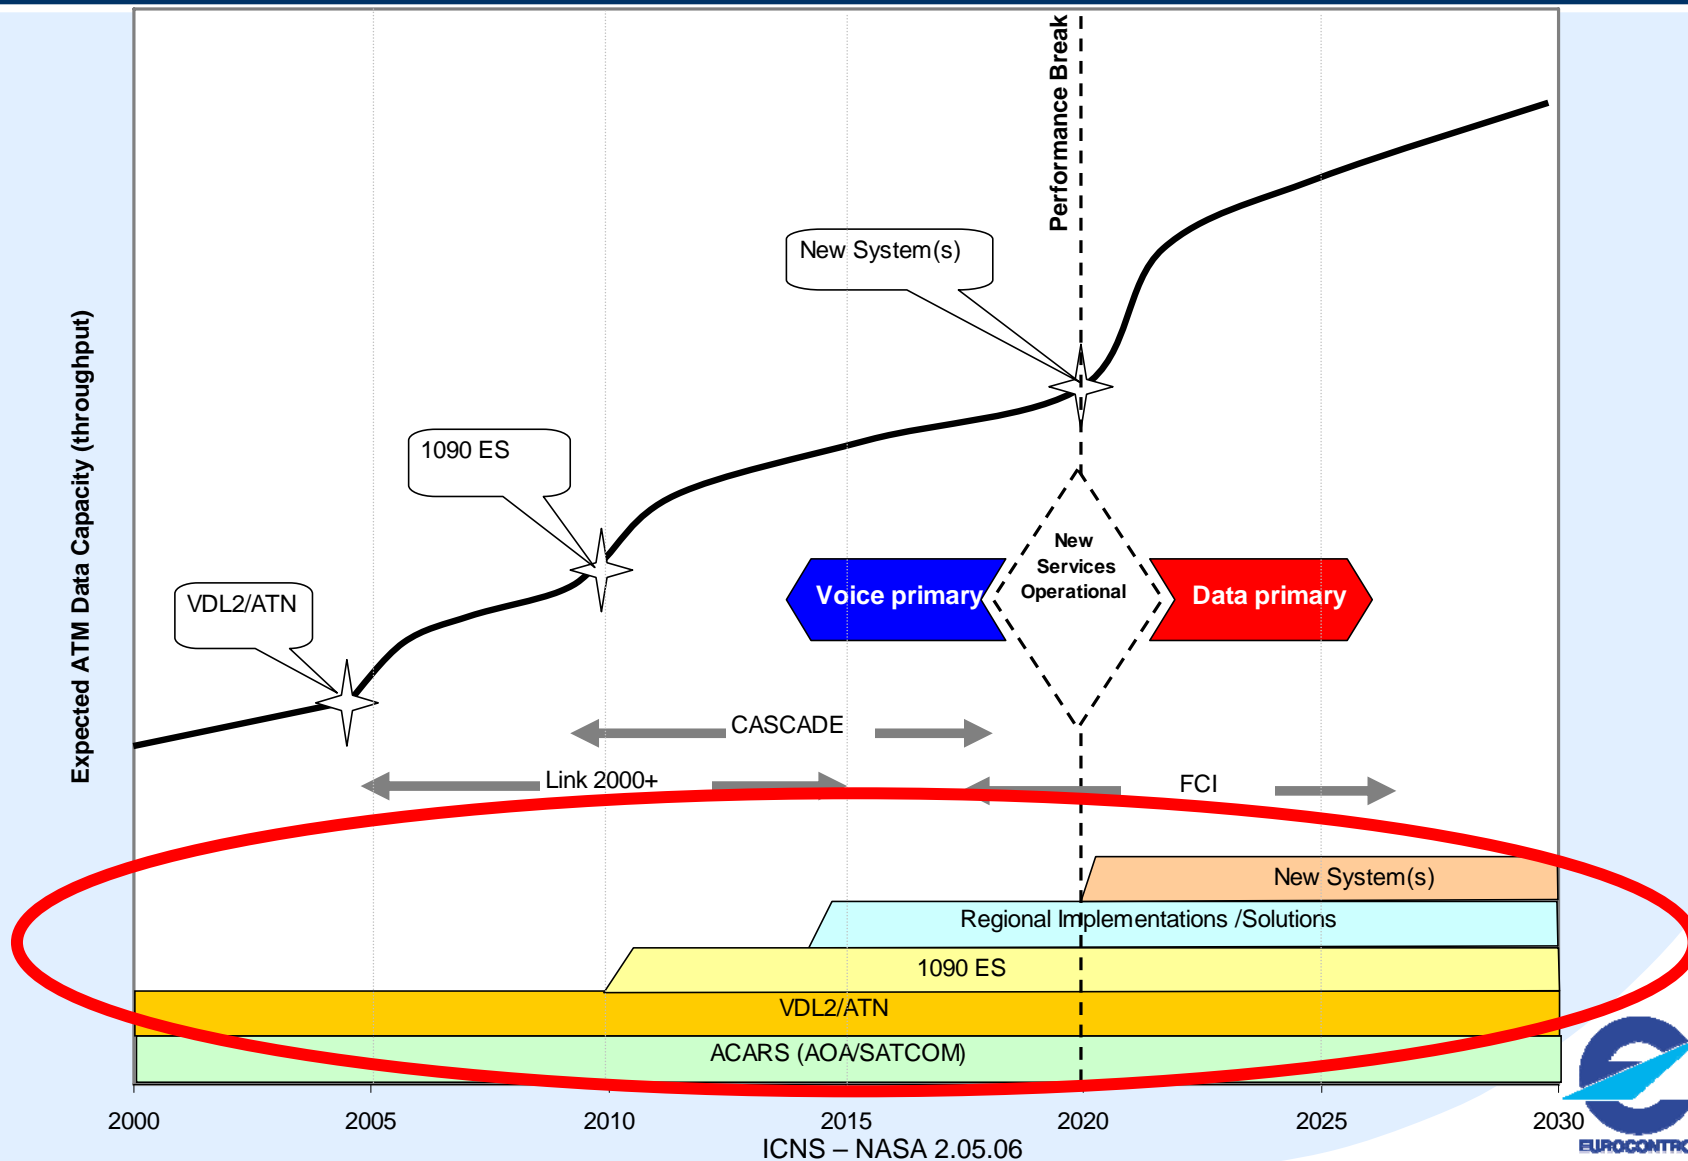 Performance Break
Expected ATM Data Capacity (throughput)
New System(s)
1090 ES
VDL2/ATN
New
Services
Operational
Voice primary
Data primary
CASCADE
Link 2000+
FCI
New System(s)
Regional Implementations /Solutions
1090 ES
VDL2/ATN
ACARS (AOA/SATCOM)
2000 2005 2010 2015 2020 2025 2030
ICNS – NASA 2.05.06
EUROCONTRO